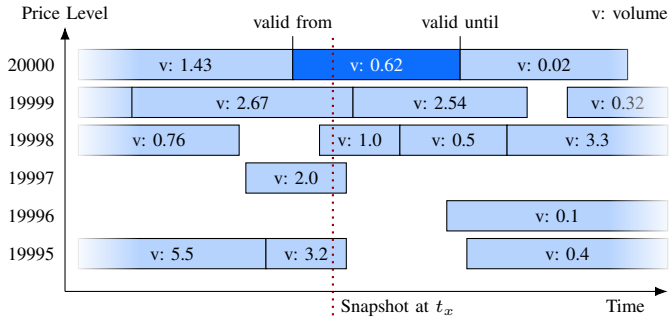 Price Level
valid from
valid until
v: volume
20000
v: 1.43
v: 0.62
v: 0.02
19999
v: 2.67
v: 2.54
v: 0.32
19998
v: 0.76
v: 1.0
v: 0.5
v: 3.3
19997
v: 2.0
19996
v: 0.1
19995
v: 5.5
v: 3.2
v: 0.4
Snapshot at tₓ
Time